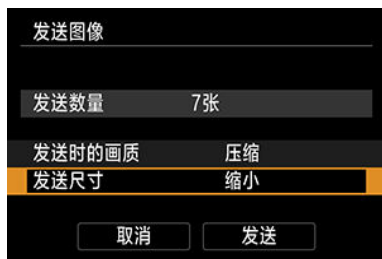 发送图像
发送数量 7张
发送时的画质 压缩
发送尺寸 缩小
取消 发送